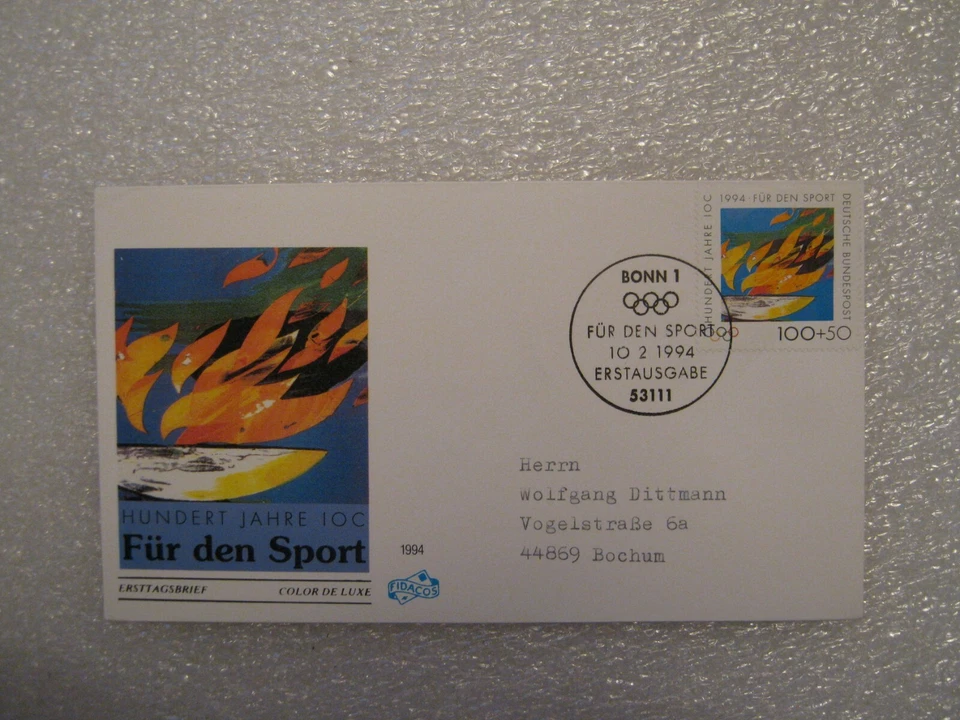 HUNDERT JAHRE IOC
1994 · FÜR DEN SPORT
DEUTSCHE BUNDESPOST
100+50
BONN 1
FÜR DEN SPORT
10 2 1994
ERSTAUSGABE
53111
Herrn
Wolfgang Dittmann
Vogelstraße 6a
44869 Bochum
HUNDERT JAHRE IOC
Für den Sport
ERSTTAGSBRIEF COLOR DE LUXE
1994
FIDACOS